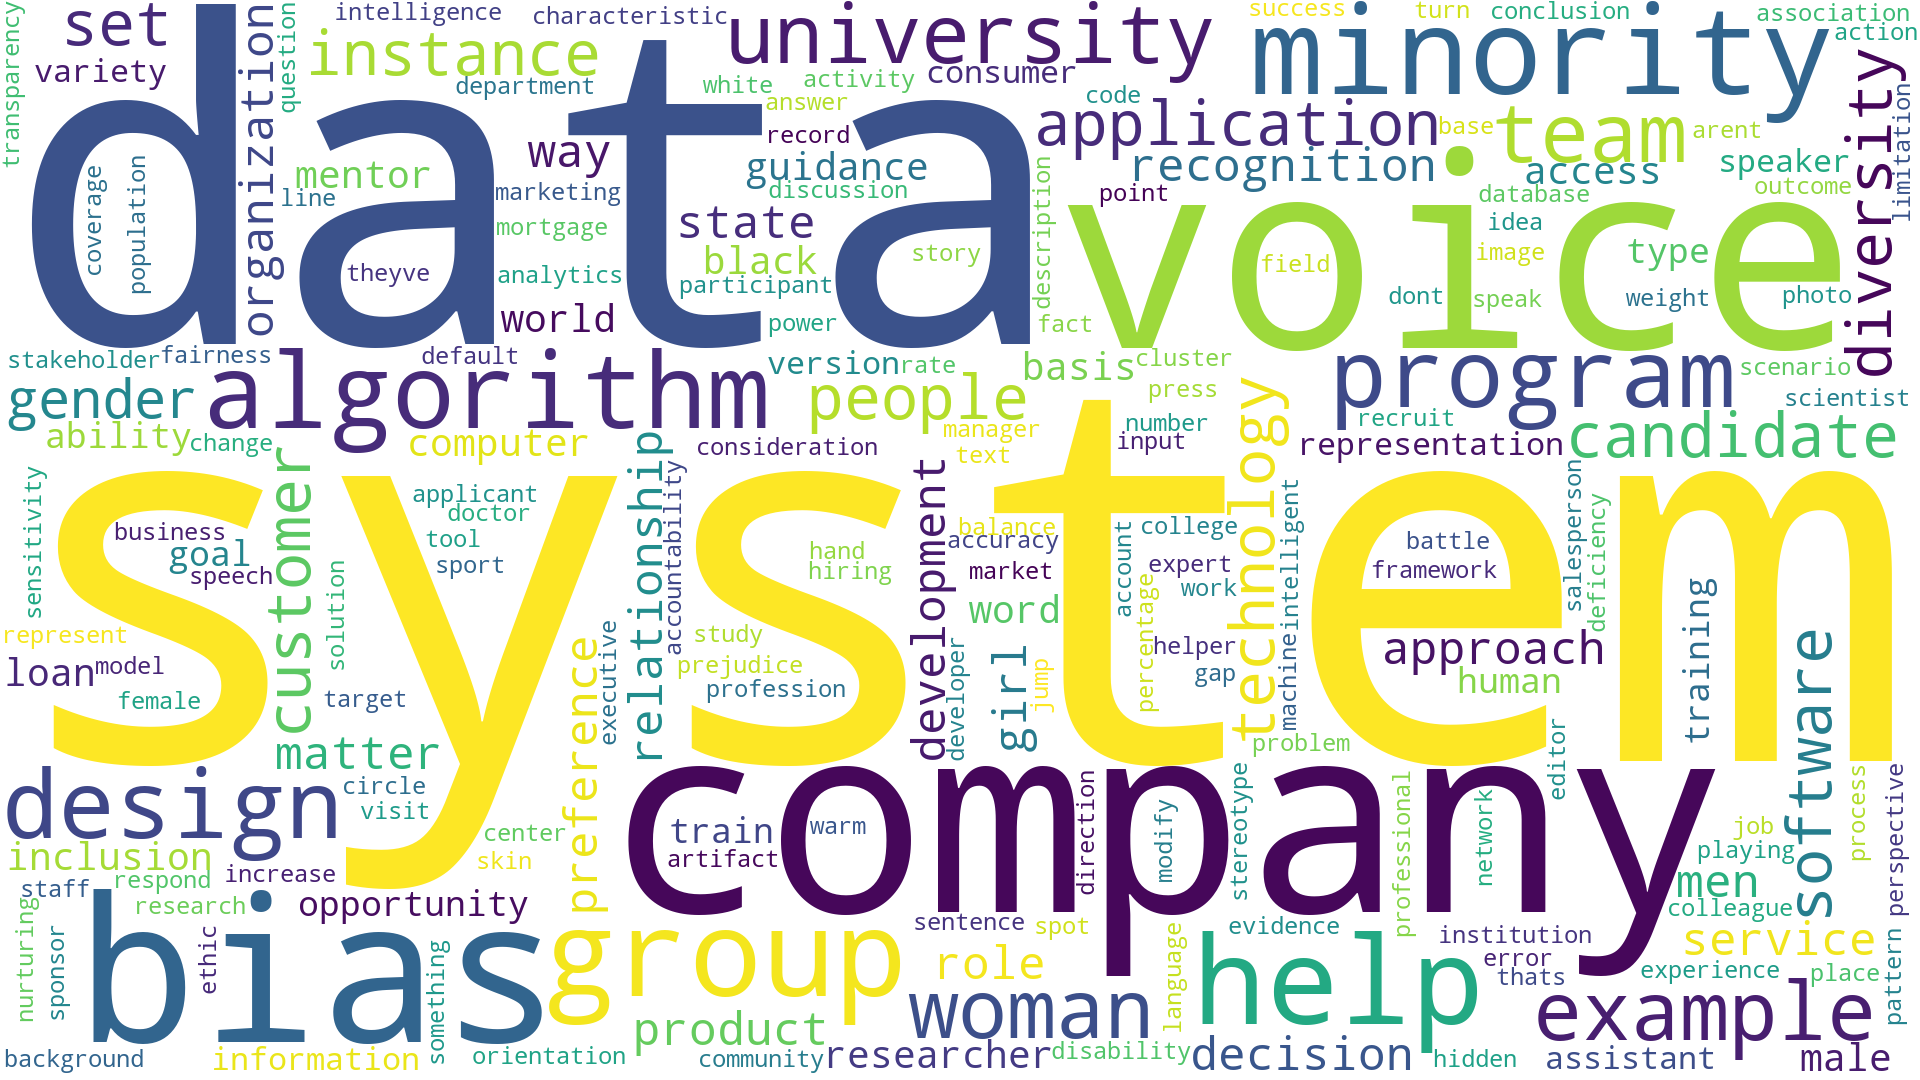 data
system
voice
company
bias
minority
algorithm
university
program
group
help
design
example
application
team
woman
instance
set
variety
organization
question
transparency
intelligence
characteristic
department
white
activity
answer
record
consumer
code
success
turn
conclusion
association
action
base
arent
diversity
limitation
way
guidance
recognition
access
speaker
outcome
mentor
line
marketing
discussion
mortgage
state
black
participant
analytics
theyve
coverage
population
story
description
point
database
idea
image
type
field
dont
speak
weight
photo
world
power
fact
stakeholder
fairness
default
version
rate
basis
cluster
press
scenario
scientist
gender
people
ability
change
computer
consideration
manager
text
number
input
recruit
representation
candidate
customer
relationship
accountability
development
technology
sensitivity
business
goal
speech
solution
applicant
doctor
tool
sport
hand
hiring
balance
accuracy
market
account
college
expert
work
intelligent
battle
framework
salesperson
deficiency
training
represent
loan
model
female
target
preference
executive
study
prejudice
profession
word
developer
girl
jump
percentage
helper
gap
machine
approach
human
software
matter
circle
visit
center
skin
problem
editor
inclusion
respond
increase
staff
research
opportunity
train
warm
artifact
direction
modify
stereotype
professional
network
job
playing
process
perspective
men
colleague
nurturing
sponsor
ethic
something
sentence
spot
evidence
institution
error
thats
service
experience
place
pattern
role
language
product
background
information
orientation
community
researcher
disability
decision
hidden
assistant
male